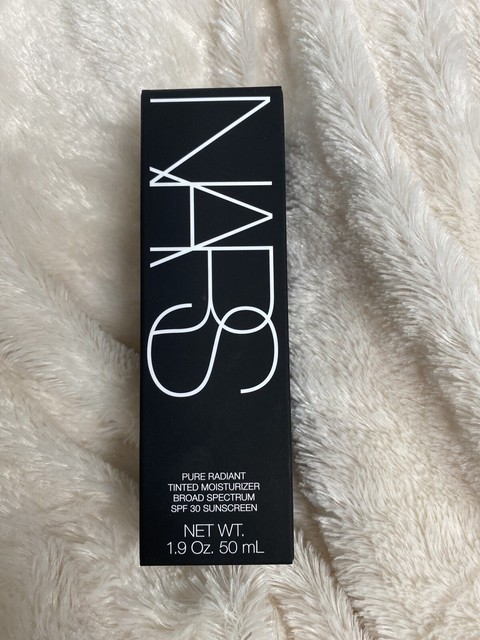 NARS
PURE RADIANT
TINTED MOISTURIZER
BROAD SPECTRUM
SPF 30 SUNSCREEN
NET WT.
1.9 Oz. 50 mL